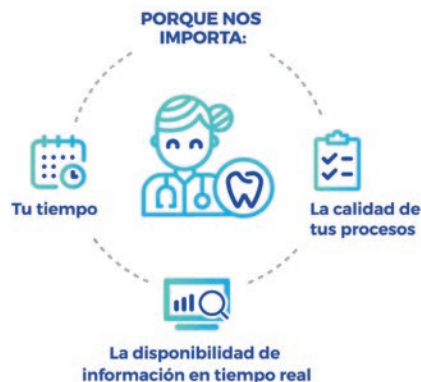 PORQUE NOS
IMPORTA:
Tu tiempo
La calidad de
tus procesos
La disponibilidad de
información en tiempo real